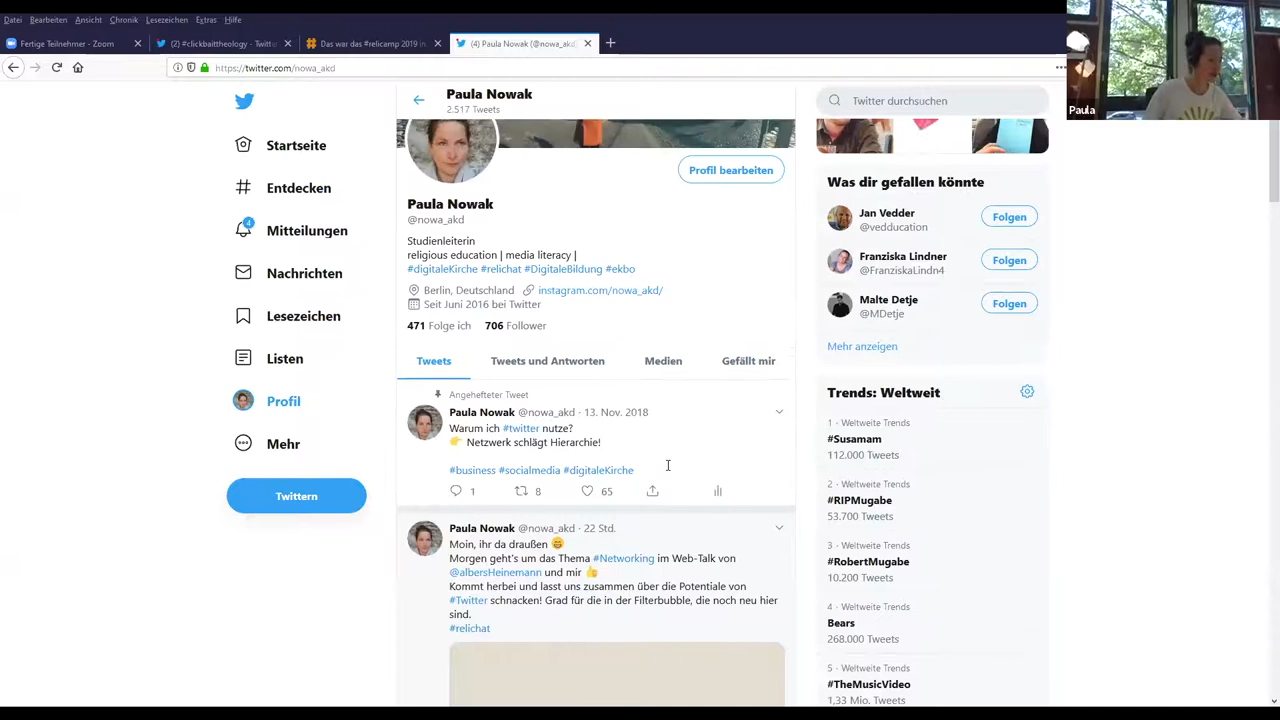 Datei Bearbeiten Ansicht Chronik Lesezeichen Extras Hilfe
Fertige Teilnehmer - Zoom
(2) #clickbaittheology - Twitte
Das war das #relicamp 2019 in
(4) Paula Nowak (@nowa_akd)
https://twitter.com/nowa_akd
Paula
Startseite
Entdecken
4
Mitteilungen
Nachrichten
Lesezeichen
Listen
Profil
Mehr
Twittern
Paula Nowak
2.517 Tweets
Profil bearbeiten
Paula Nowak
@nowa_akd
Studienleiterin
religious education | media literacy |
#digitaleKirche #relichat #DigitaleBildung #ekbo
Berlin, Deutschland instagram.com/nowa_akd/
Seit Juni 2016 bei Twitter
471 Folge ich 706 Follower
Tweets Tweets und Antworten Medien Gefällt mir
Angehefteter Tweet
Paula Nowak @nowa_akd · 13. Nov. 2018
Warum ich #twitter nutze?
👉 Netzwerk schlägt Hierarchie!
#business #socialmedia #digitaleKirche
1 8 65
Paula Nowak @nowa_akd · 22 Std.
Moin, ihr da draußen 😁
Morgen geht's um das Thema #Networking im Web-Talk von
@albersHeinemann und mir 👍
Kommt herbei und lasst uns zusammen über die Potentiale von
#Twitter schnacken! Grad für die in der Filterbubble, die noch neu hier
sind.
#relichat
Twitter durchsuchen
Was dir gefallen könnte
Jan Vedder
@vedducation
Folgen
Franziska Lindner
@FranziskaLindn4
Folgen
Malte Detje
@MDetje
Folgen
Mehr anzeigen
Trends: Weltweit
1 · Weltweite Trends
#Susamam
112.000 Tweets
2 · Weltweite Trends
#RIPMugabe
53.700 Tweets
3 · Weltweite Trends
#RobertMugabe
10.200 Tweets
4 · Weltweite Trends
Bears
268.000 Tweets
5 · Weltweite Trends
#TheMusicVideo
1,33 Mio. Tweets